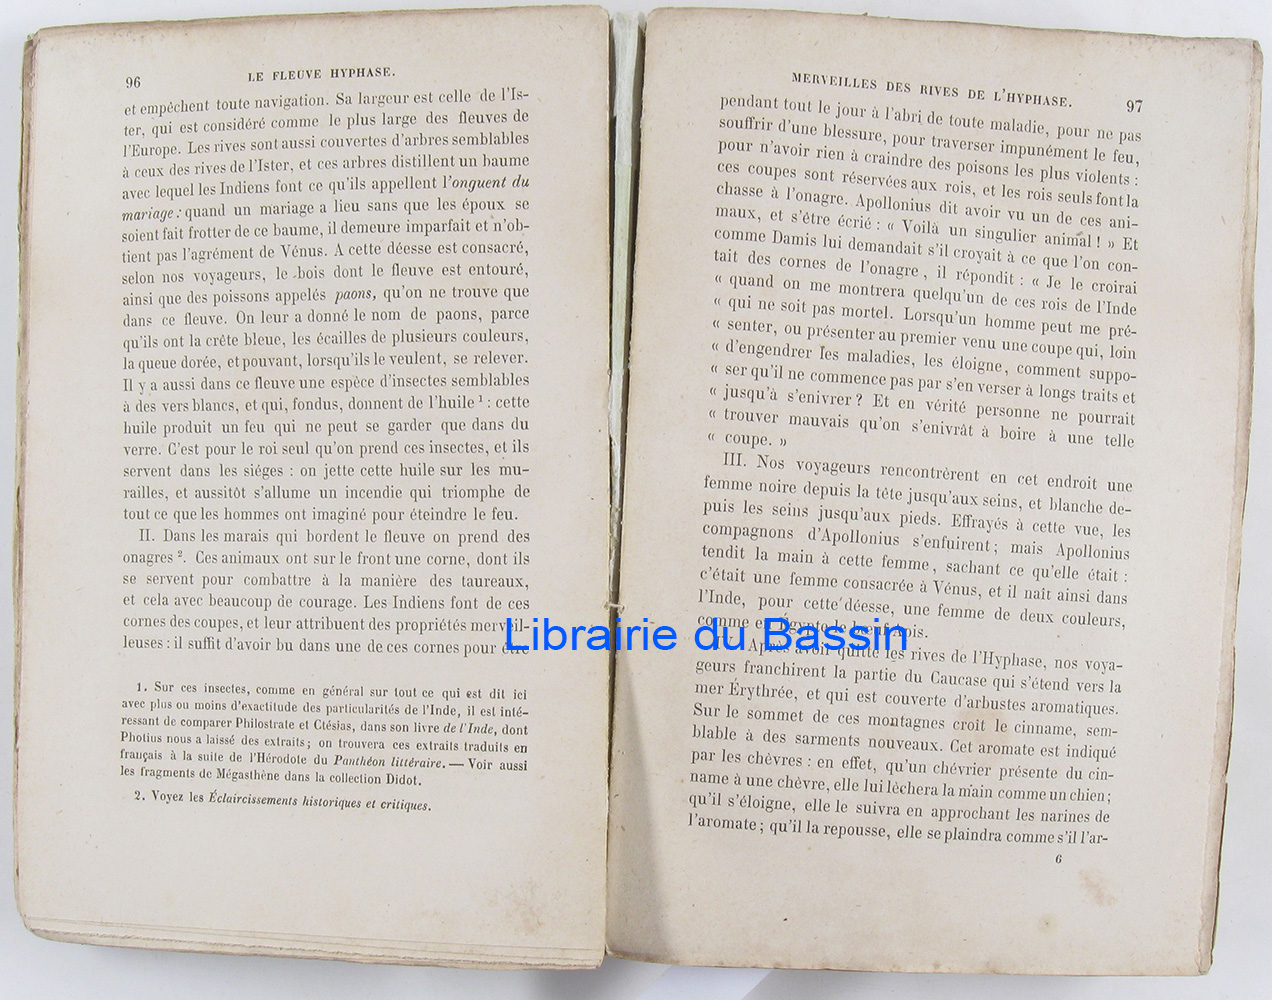 96
LE FLEUVE HYPHASE.
et empêchent toute navigation. Sa largeur est celle de l'Is-
ter, qui est considéré comme le plus large des fleuves de
l'Europe. Les rives sont aussi couvertes d'arbres semblables
à ceux des rives de l'Ister, et ces arbres distillent un baume
avec lequel les Indiens font ce qu'ils appellent l'onguent du
mariage : quand un mariage a lieu sans que les époux se
soient fait frotter de ce baume, il demeure imparfait et n'ob-
tient pas l'agrément de Vénus. A cette déesse est consacré,
selon nos voyageurs, le bois dont le fleuve est entouré,
ainsi que des poissons appelés paons, qu'on ne trouve que
dans ce fleuve. On leur a donné le nom de paons, parce
qu'ils ont la crête bleue, les écailles de plusieurs couleurs,
la queue dorée, et pouvant, lorsqu'ils le veulent, se relever.
Il y a aussi dans ce fleuve une espèce d'insectes semblables
à des vers blancs, et qui, fondus, donnent de l'huile 1 : cette
huile produit un feu qui ne peut se garder que dans du
verre. C'est pour le roi seul qu'on prend ces insectes, et ils
servent dans les siéges : on jette cette huile sur les mu-
railles, et aussitôt s'allume un incendie qui triomphe de
tout ce que les hommes ont imaginé pour éteindre le feu.
II. Dans les marais qui bordent le fleuve on prend des
onagres 2. Ces animaux ont sur le front une corne, dont ils
se servent pour combattre à la manière des taureaux,
et cela avec beaucoup de courage. Les Indiens font de ces
cornes des coupes, et leur attribuent des propriétés merveil-
leuses : il suffit d'avoir bu dans une de ces cornes pour être
1. Sur ces insectes, comme en général sur tout ce qui est dit ici
avec plus ou moins d'exactitude des particularités de l'Inde, il est inté-
ressant de comparer Philostrate et Ctésias, dans son livre de l'Inde, dont
Photius nous a laissé des extraits; on trouvera ces extraits traduits en
français à la suite de l'Hérodote du Panthéon littéraire. — Voir aussi
les fragments de Mégasthène dans la collection Didot.
2. Voyez les Éclaircissements historiques et critiques.
MERVEILLES DES RIVES DE L'HYPHASE.
97
pendant tout le jour à l'abri de toute maladie, pour ne pas
souffrir d'une blessure, pour traverser impunément le feu,
pour n'avoir rien à craindre des poisons les plus violents :
ces coupes sont réservées aux rois, et les rois seuls font la
chasse à l'onagre. Apollonius dit avoir vu un de ces ani-
maux, et s'être écrié : « Voilà un singulier animal ! » Et
comme Damis lui demandait s'il croyait à ce que l'on con-
tait des cornes de l'onagre, il répondit : « Je le croirai
« quand on me montrera quelqu'un de ces rois de l'Inde
« qui ne soit pas mortel. Lorsqu'un homme peut me pré-
« senter, ou présenter au premier venu une coupe qui, loin
« d'engendrer les maladies, les éloigne, comment suppo-
« ser qu'il ne commence pas par s'en verser à longs traits et
« jusqu'à s'enivrer ? Et en vérité personne ne pourrait
« trouver mauvais qu'on s'enivrât à boire à une telle
« coupe. »
III. Nos voyageurs rencontrèrent en cet endroit une
femme noire depuis la tête jusqu'aux seins, et blanche de-
puis les seins jusqu'aux pieds. Effrayés à cette vue, les
compagnons d'Apollonius s'enfuirent; mais Apollonius
tendit la main à cette femme, sachant ce qu'elle était :
c'était une femme consacrée à Vénus, et il naît ainsi dans
l'Inde, pour cette déesse, une femme de deux couleurs,
comme en Égypte le bœuf Apis.
Après avoir quitté les rives de l'Hyphase, nos voya-
geurs franchirent la partie du Caucase qui s'étend vers la
mer Érythrée, et qui est couverte d'arbustes aromatiques.
Sur le sommet de ces montagnes croît le cinname, sem-
blable à des sarments nouveaux. Cet aromate est indiqué
par les chèvres : en effet, qu'un chévrier présente du cin-
name à une chèvre, elle lui lèchera la main comme un chien;
qu'il s'éloigne, elle le suivra en approchant les narines de
l'aromate; qu'il la repousse, elle se plaindra comme s'il l'ar-
6
Librairie du Bassin